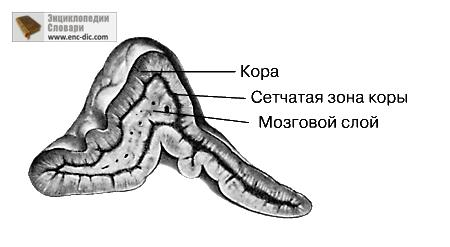 Энциклопедии
Словари
www.enc-dic.com
Кора
Сетчатая зона коры
Мозговой слой